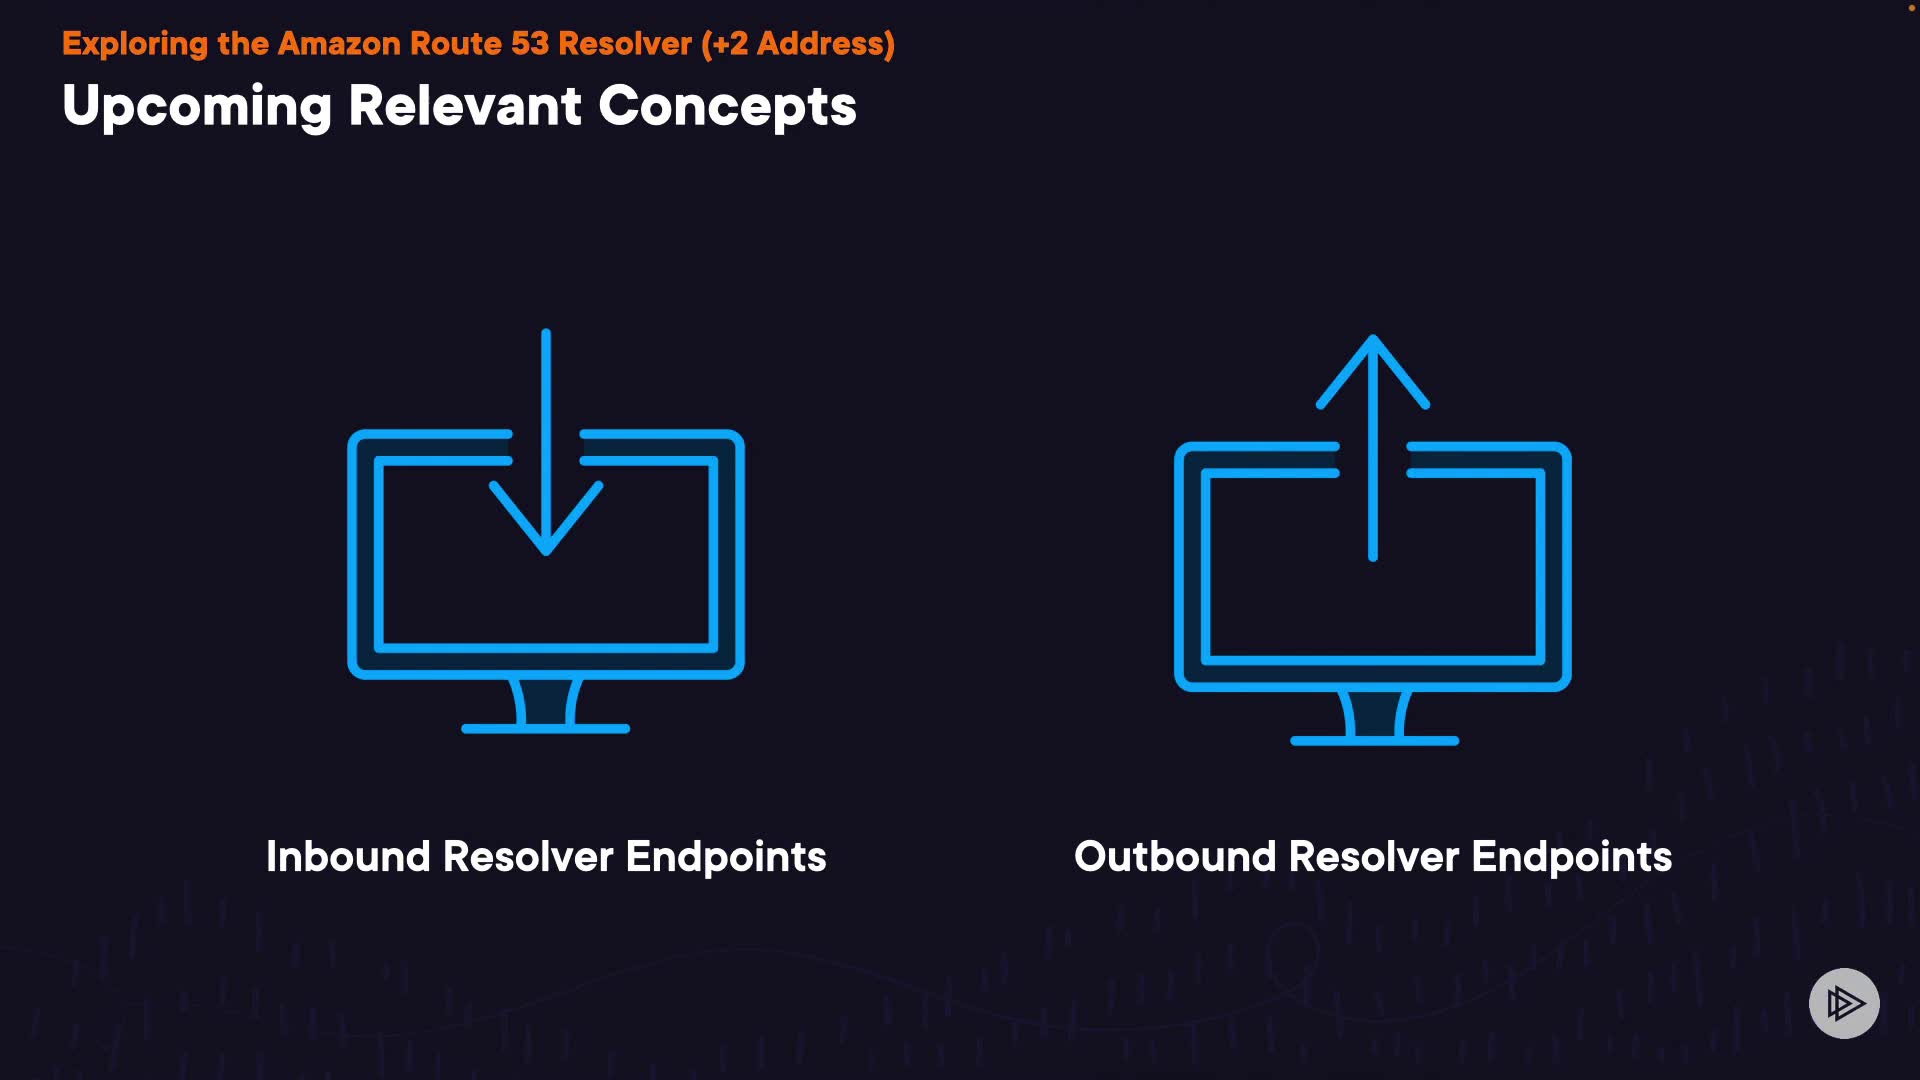 Exploring the Amazon Route 53 Resolver (+2 Address)
Upcoming Relevant Concepts
Inbound Resolver Endpoints
Outbound Resolver Endpoints